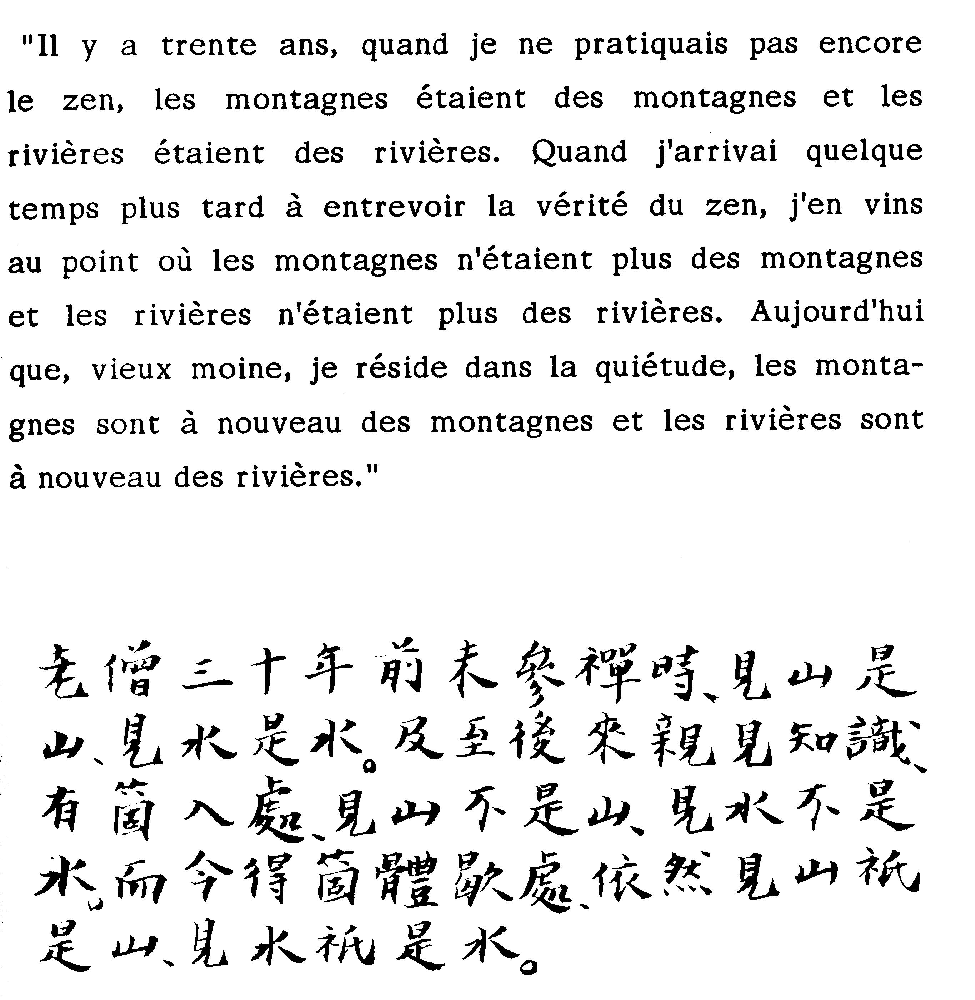 "Il y a trente ans, quand je ne pratiquais pas encore
le zen, les montagnes étaient des montagnes et les
rivières étaient des rivières. Quand j'arrivai quelque
temps plus tard à entrevoir la vérité du zen, j'en vins
au point où les montagnes n'étaient plus des montagnes
et les rivières n'étaient plus des rivières. Aujourd'hui
que, vieux moine, je réside dans la quiétude, les monta-
gnes sont à nouveau des montagnes et les rivières sont
à nouveau des rivières."
老僧三十年前未參禪時、見山是
山、見水是水。及至後來親見知識、
有箇入處、見山不是山、見水不是
水。而今得箇體歇處、依然見山祇
是山、見水祇是水。